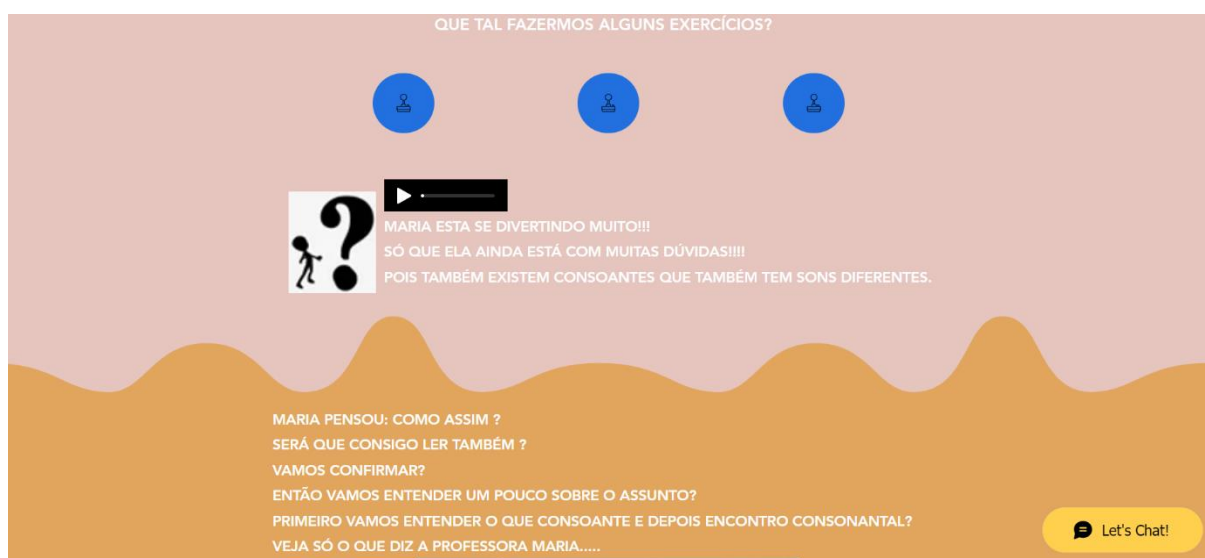 QUE TAL FAZERMOS ALGUNS EXERCÍCIOS?
MARIA ESTA SE DIVERTINDO MUITO!!!
SÓ QUE ELA AINDA ESTÁ COM MUITAS DÚVIDAS!!!!
POIS TAMBÉM EXISTEM CONSOANTES QUE TAMBÉM TEM SONS DIFERENTES.
MARIA PENSOU: COMO ASSIM ?
SERÁ QUE CONSIGO LER TAMBÉM ?
VAMOS CONFIRMAR?
ENTÃO VAMOS ENTENDER UM POUCO SOBRE O ASSUNTO?
PRIMEIRO VAMOS ENTENDER O QUE CONSOANTE E DEPOIS ENCONTRO CONSONANTAL?
VEJA SÓ O QUE DIZ A PROFESSORA MARIA.....
Let's Chat!